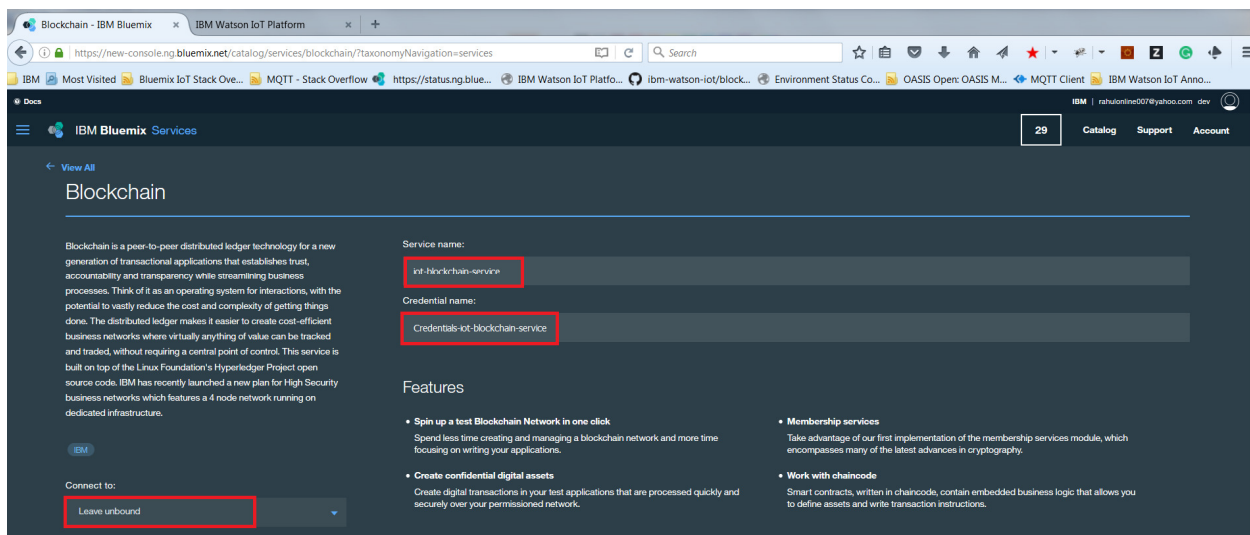 Blockchain - IBM Bluemix × IBM Watson IoT Platform × +
https://new-console.ng.bluemix.net/catalog/services/blockchain/?taxonomyNavigation=services Search
IBM Most Visited Bluemix IoT Stack Ove... MQTT - Stack Overflow https://status.ng.blue... IBM Watson IoT Platfo... ibm-watson-iot/block... Environment Status Co... OASIS Open: OASIS M... MQTT Client IBM Watson IoT Anno...
Docs IBM | rahulonline007@yahoo.com dev
IBM Bluemix Services 29 Catalog Support Account
← View All
Blockchain
Blockchain is a peer-to-peer distributed ledger technology for a new
generation of transactional applications that establishes trust,
accountability and transparency while streamlining business
processes. Think of it as an operating system for interactions, with the
potential to vastly reduce the cost and complexity of getting things
done. The distributed ledger makes it easier to create cost-efficient
business networks where virtually anything of value can be tracked
and traded, without requiring a central point of control. This service is
built on top of the Linux Foundation's Hyperledger Project open
source code. IBM has recently launched a new plan for High Security
business networks which features a 4 node network running on
dedicated infrastructure.
IBM
Connect to:
Leave unbound
Service name:
iot-blockchain-service
Credential name:
Credentials-iot-blockchain-service
Features
• Spin up a test Blockchain Network in one click
Spend less time creating and managing a blockchain network and more time
focusing on writing your applications.
• Create confidential digital assets
Create digital transactions in your test applications that are processed quickly and
securely over your permissioned network.
• Membership services
Take advantage of our first implementation of the membership services module, which
encompasses many of the latest advances in cryptography.
• Work with chaincode
Smart contracts, written in chaincode, contain embedded business logic that allows you
to define assets and write transaction instructions.